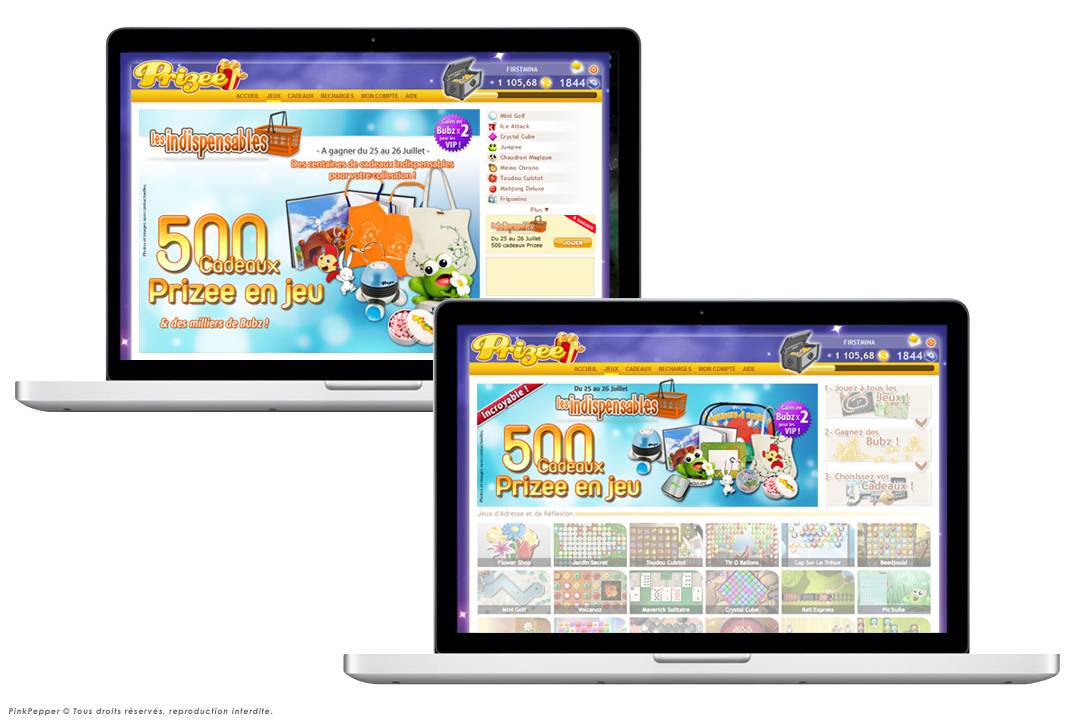 Prizee
FIRSTMINA
1 105,68 1844
ACCUEIL JEUX CADEAUX RECHARGES MON COMPTE AIDE
les indispensables
Gains en
Bubz x 2
pour les
VIP !
- A gagner du 25 au 26 Juillet -
Des centaines de cadeaux indispensables
pour votre collection !
500
Cadeaux
Prizee en jeu
& des milliers de Bubz !
Photos et images non contractuelles.
Mini Golf
Ice Attack
Crystal Cube
Jumpee
Chaudron Magique
Mémo Chrono
Toudou Cuistot
Mahjong Deluxe
Frigomino
Plus ▼
les indispensables
À GAGNER
Du 25 au 26 Juillet
500 cadeaux Prizee
JOUER
Prizee
FIRSTMINA
1 105,68 1844
ACCUEIL JEUX CADEAUX RECHARGES MON COMPTE AIDE
Incroyable !
Du 25 au 26 Juillet
les indispensables
Gains en
Bubz x 2
pour les
VIP !
500
Cadeaux
Prizee en jeu
Photos et images non contractuelles.
1- Jouez à tous les
Jeux !
2- Gagnez des
Bubz !
3- Choisissez vos
Cadeaux !
Jeux d'Adresse et de Réflexion
Flower Shop Jardin Secret Toudou Cuistot Tir O Ballons Cap Sur Le Trésor Beedjould
Mini Golf Volcanoz Maverick Solitaire Crystal Cube Rail Express Pic'bulle
PinkPepper © Tous droits réservés, reproduction interdite.